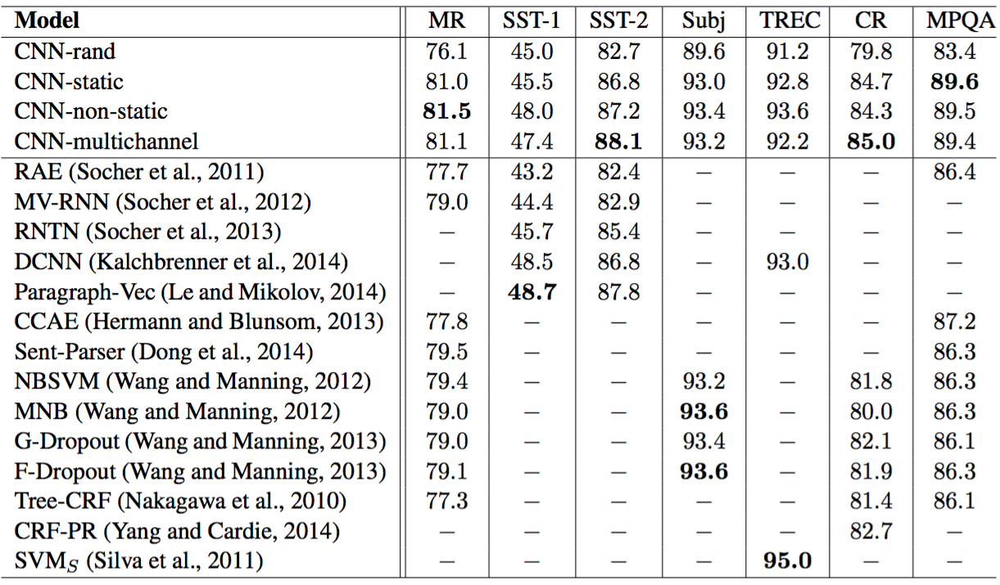 Model MR SST-1 SST-2 Subj TREC CR MPQA
CNN-rand 76.1 45.0 82.7 89.6 91.2 79.8 83.4
CNN-static 81.0 45.5 86.8 93.0 92.8 84.7 89.6
CNN-non-static 81.5 48.0 87.2 93.4 93.6 84.3 89.5
CNN-multichannel 81.1 47.4 88.1 93.2 92.2 85.0 89.4
RAE (Socher et al., 2011) 77.7 43.2 82.4 — — — 86.4
MV-RNN (Socher et al., 2012) 79.0 44.4 82.9 — — — —
RNTN (Socher et al., 2013) — 45.7 85.4 — — — —
DCNN (Kalchbrenner et al., 2014) — 48.5 86.8 — 93.0 — —
Paragraph-Vec (Le and Mikolov, 2014) — 48.7 87.8 — — — —
CCAE (Hermann and Blunsom, 2013) 77.8 — — — — — 87.2
Sent-Parser (Dong et al., 2014) 79.5 — — — — — 86.3
NBSVM (Wang and Manning, 2012) 79.4 — — 93.2 — 81.8 86.3
MNB (Wang and Manning, 2012) 79.0 — — 93.6 — 80.0 86.3
G-Dropout (Wang and Manning, 2013) 79.0 — — 93.4 — 82.1 86.1
F-Dropout (Wang and Manning, 2013) 79.1 — — 93.6 — 81.9 86.3
Tree-CRF (Nakagawa et al., 2010) 77.3 — — — — 81.4 86.1
CRF-PR (Yang and Cardie, 2014) — — — — — 82.7 —
SVMS (Silva et al., 2011) — — — — 95.0 — —